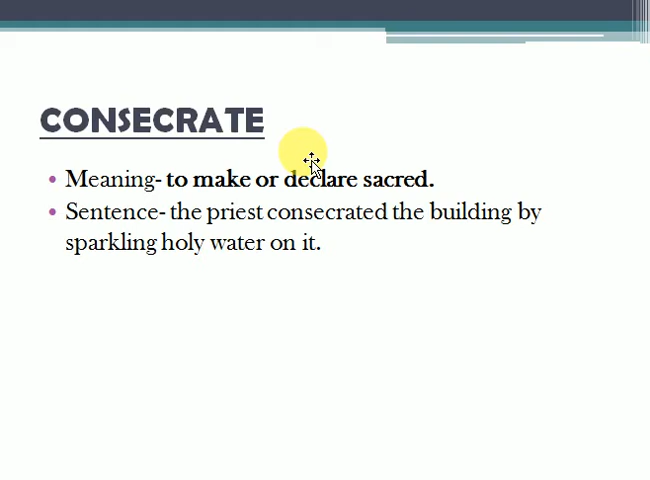 CONSECRATE
• Meaning- to make or declare sacred.
• Sentence- the priest consecrated the building by
sparkling holy water on it.